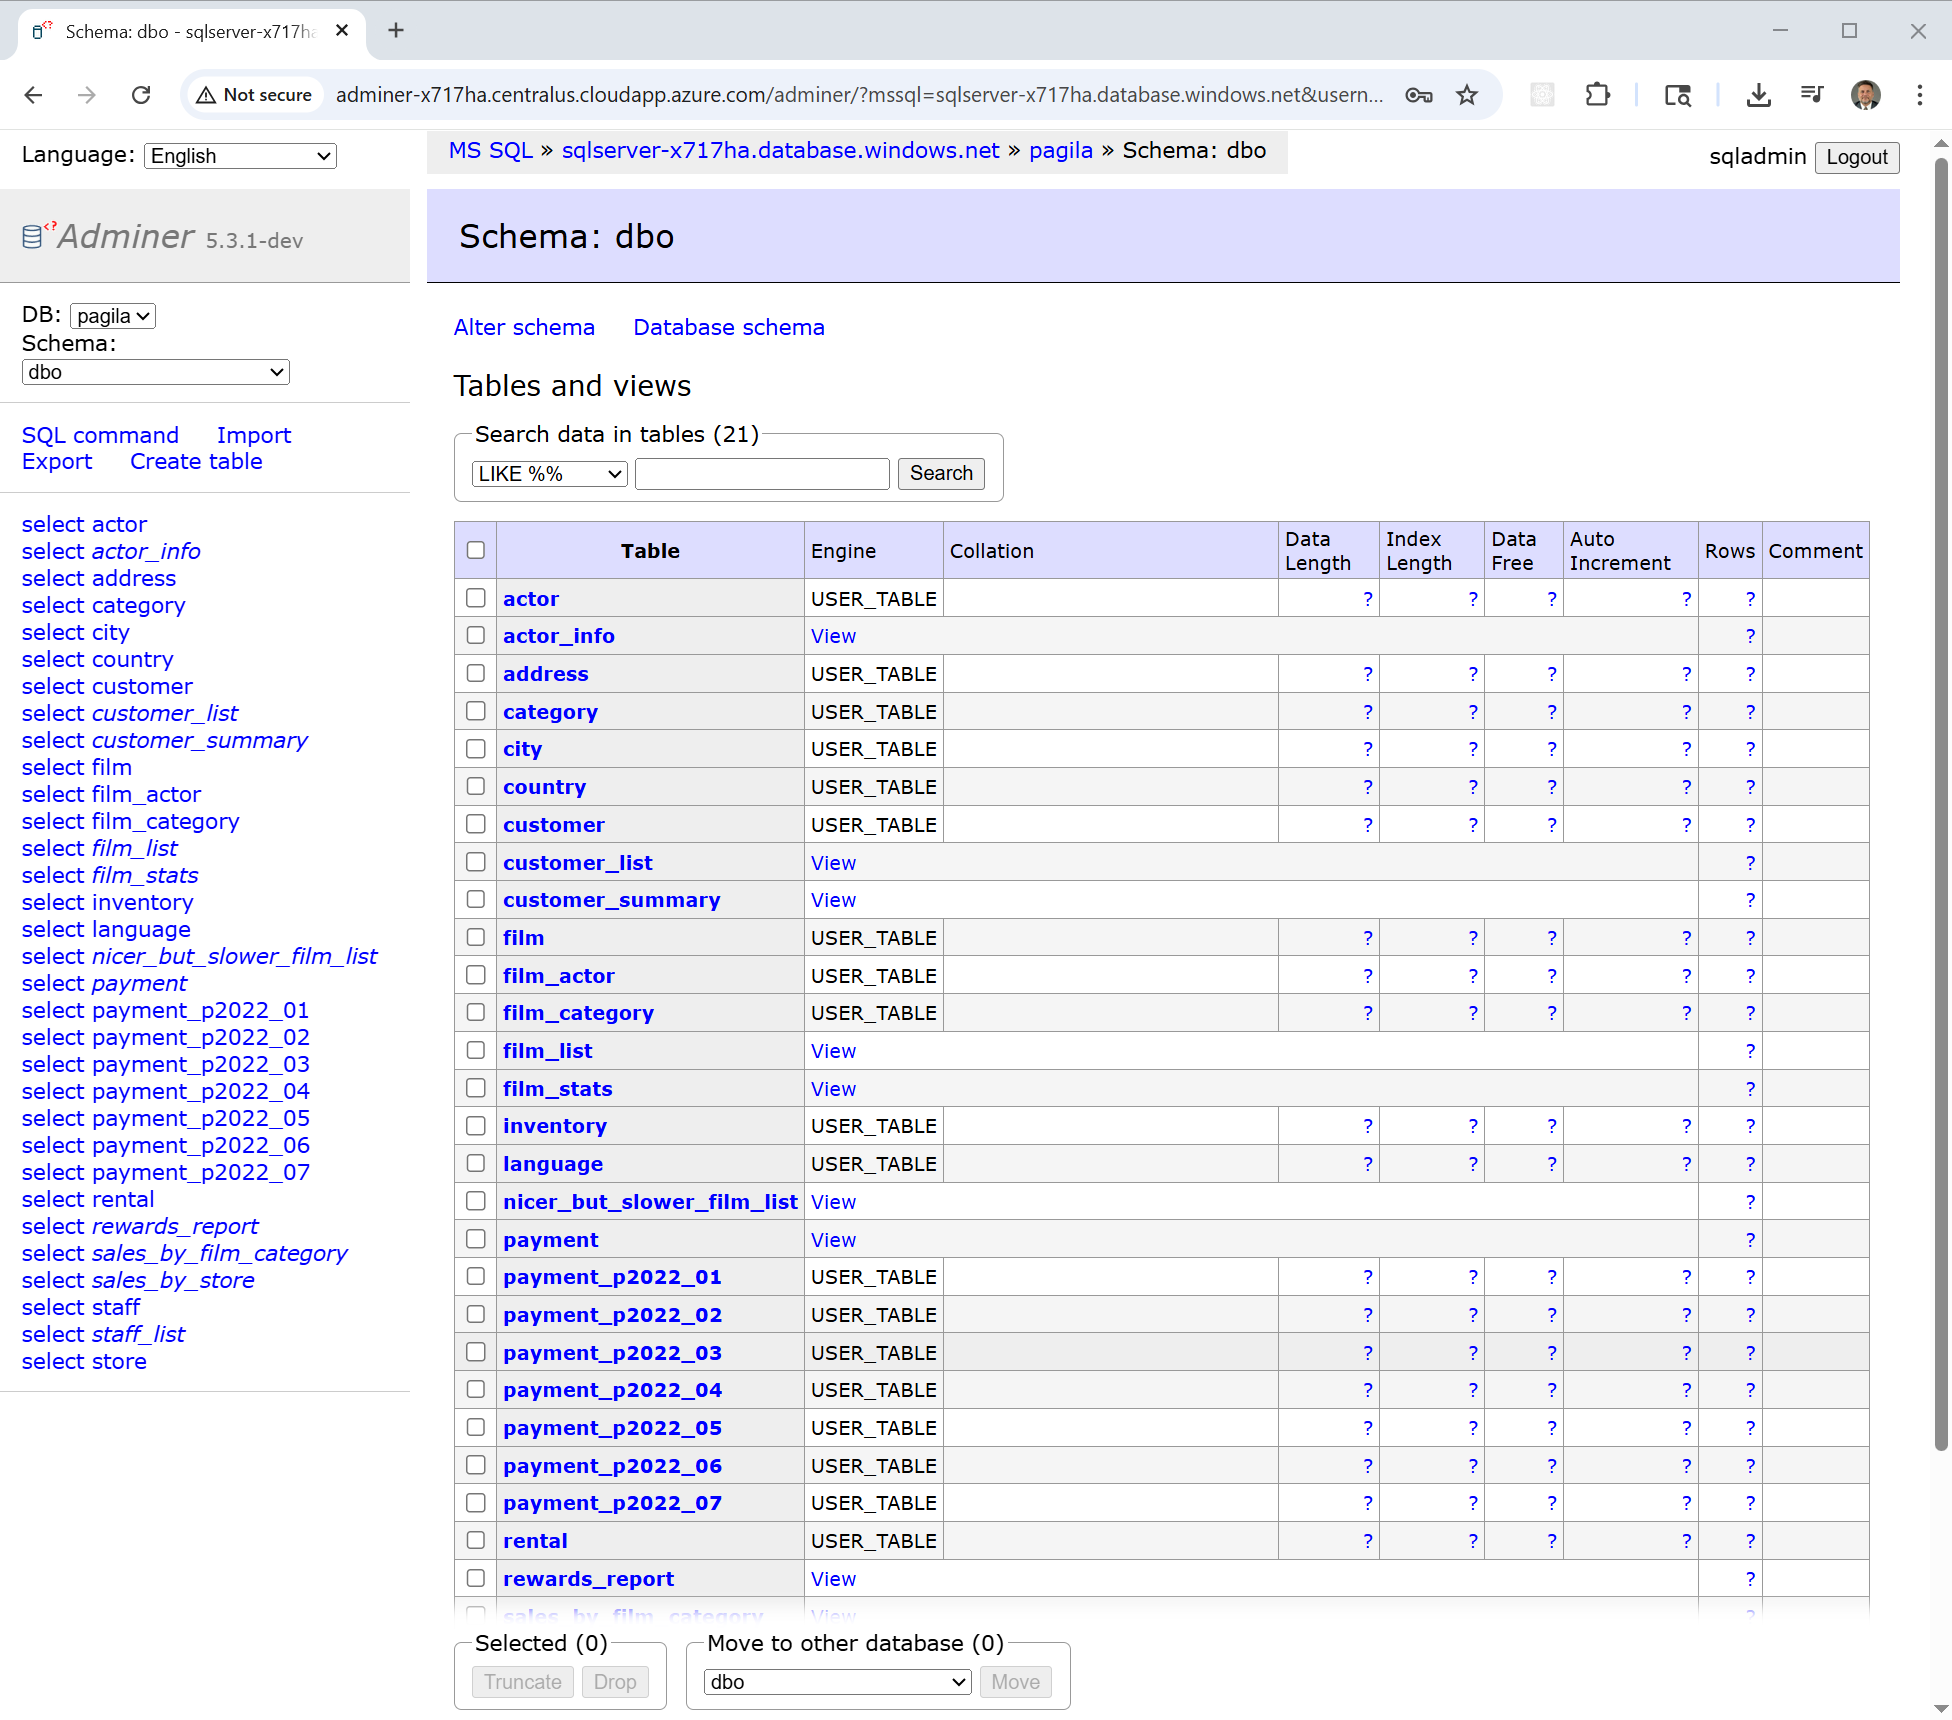 Schema: dbo - sqlserver-x717ha
Not secure
adminer-x717ha.centralus.cloudapp.azure.com/adminer/?mssql=sqlserver-x717ha.database.windows.net&usern...
Language: English
MS SQL » sqlserver-x717ha.database.windows.net » pagila » Schema: dbo
sqladmin Logout
Adminer 5.3.1-dev
Schema: dbo
DB: pagila
Schema:
dbo
SQL command Import
Export Create table
select actor
select actor_info
select address
select category
select city
select country
select customer
select customer_list
select customer_summary
select film
select film_actor
select film_category
select film_list
select film_stats
select inventory
select language
select nicer_but_slower_film_list
select payment
select payment_p2022_01
select payment_p2022_02
select payment_p2022_03
select payment_p2022_04
select payment_p2022_05
select payment_p2022_06
select payment_p2022_07
select rental
select rewards_report
select sales_by_film_category
select sales_by_store
select staff
select staff_list
select store
Alter schema Database schema
Tables and views
Search data in tables (21)
LIKE %% Search
Table Engine Collation Data Length Index Length Data Free Auto Increment Rows Comment
actor USER_TABLE ? ? ? ? ?
actor_info View ?
address USER_TABLE ? ? ? ? ?
category USER_TABLE ? ? ? ? ?
city USER_TABLE ? ? ? ? ?
country USER_TABLE ? ? ? ? ?
customer USER_TABLE ? ? ? ? ?
customer_list View ?
customer_summary View ?
film USER_TABLE ? ? ? ? ?
film_actor USER_TABLE ? ? ? ? ?
film_category USER_TABLE ? ? ? ? ?
film_list View ?
film_stats View ?
inventory USER_TABLE ? ? ? ? ?
language USER_TABLE ? ? ? ? ?
nicer_but_slower_film_list View ?
payment View ?
payment_p2022_01 USER_TABLE ? ? ? ? ?
payment_p2022_02 USER_TABLE ? ? ? ? ?
payment_p2022_03 USER_TABLE ? ? ? ? ?
payment_p2022_04 USER_TABLE ? ? ? ? ?
payment_p2022_05 USER_TABLE ? ? ? ? ?
payment_p2022_06 USER_TABLE ? ? ? ? ?
payment_p2022_07 USER_TABLE ? ? ? ? ?
rental USER_TABLE ? ? ? ? ?
rewards_report View ?
sales_by_film_category View ?
Selected (0)
Truncate Drop
Move to other database (0)
dbo Move